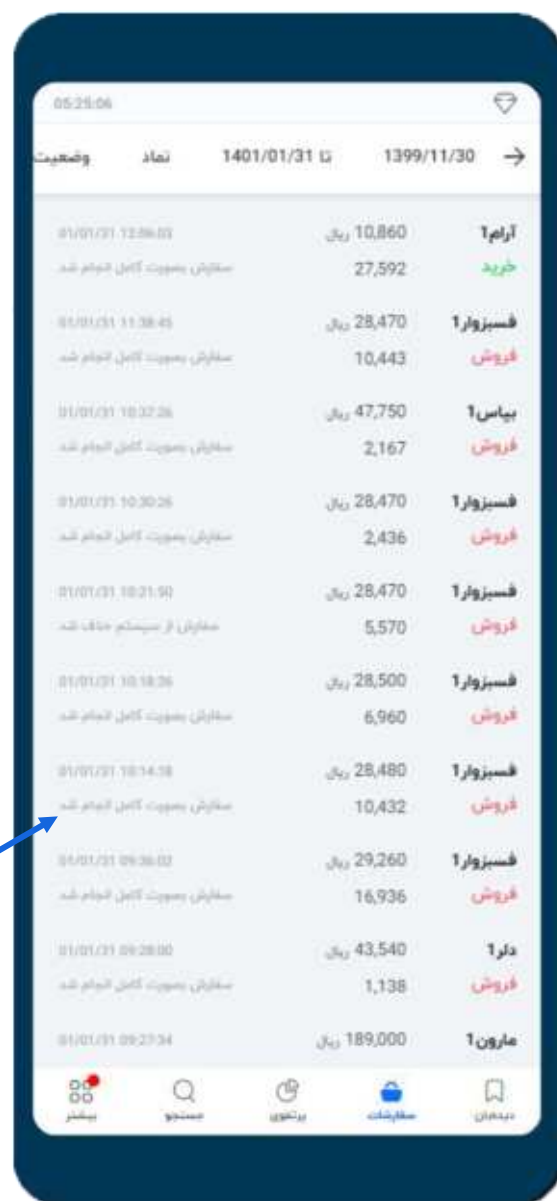 05:25:06
1399/11/30 تا 1401/01/31 نماد وضعیت
آرام1 10,860 ریال 01/01/31
خرید 27,592 سفارش بصورت کامل انجام شد
فسبزوار1 28,470 ریال 01/01/31 11:38:45
فروش 10,443 سفارش بصورت کامل انجام شد
بپاس1 47,750 ریال 01/01/31 10:37:26
فروش 2,167 سفارش بصورت کامل انجام شد
فسبزوار1 28,470 ریال 01/01/31 10:30:26
فروش 2,436 سفارش بصورت کامل انجام شد
فسبزوار1 28,470 ریال 01/01/31 10:21:50
فروش 5,570 سفارش از سیستم حذف شد
فسبزوار1 28,500 ریال 01/01/31 10:18:36
فروش 6,960 سفارش بصورت کامل انجام شد
فسبزوار1 28,480 ریال 01/01/31 10:14:18
فروش 10,432 سفارش بصورت کامل انجام شد
فسبزوار1 29,260 ریال 01/01/31 09:36:02
فروش 16,936 سفارش بصورت کامل انجام شد
دلر1 43,540 ریال 01/01/31 09:28:00
فروش 1,138 سفارش بصورت کامل انجام شد
مارون1 189,000 ریال 01/01/31 09:27:34
دیدبان سفارشات پرتفوی جستجو بیشتر